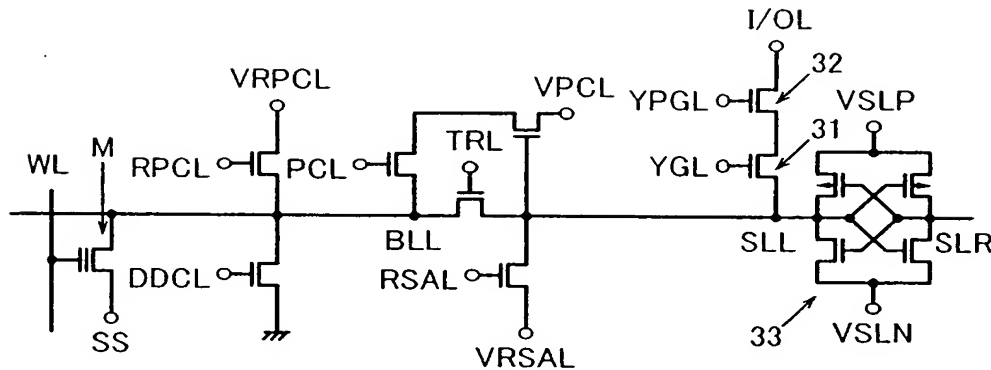 I/OL
32
VRPCL
VPCL
YPGL
VSLP
WL
M
TRL
31
RPCL
PCL
YGL
BLL
SLL
SLR
DDCL
RSAL
SS
VRSAL
33
VSLN